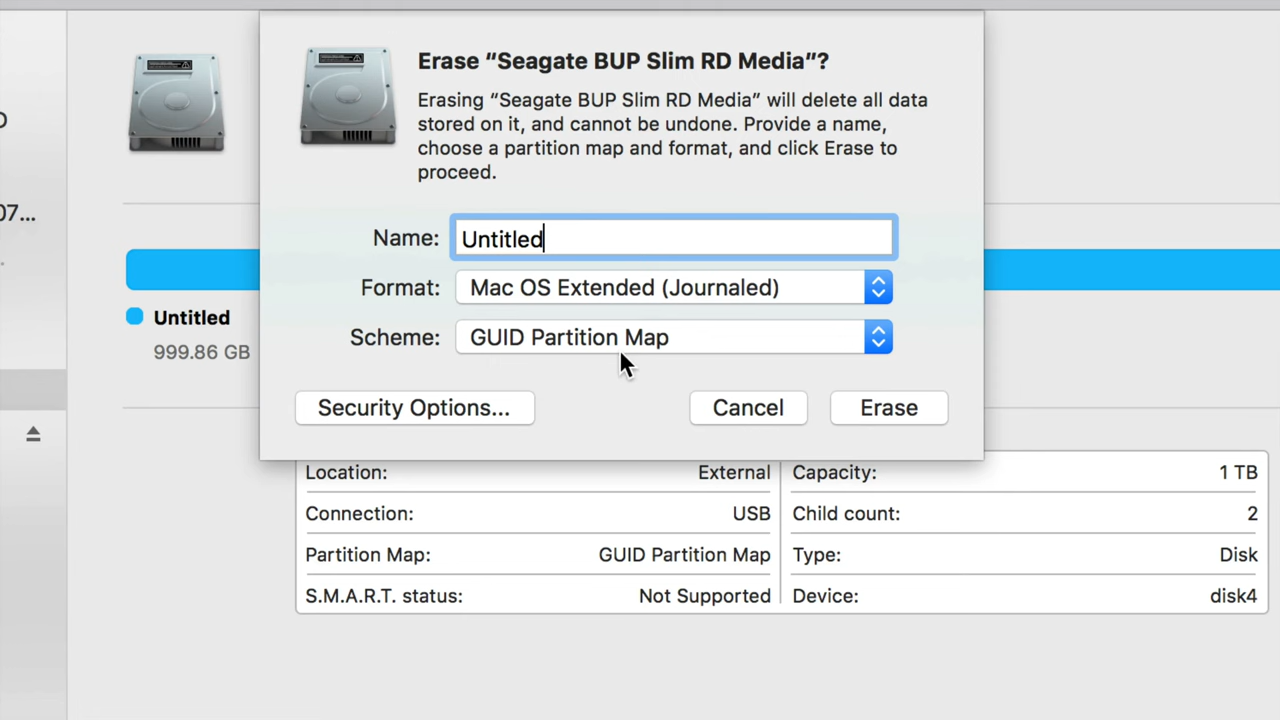 Erase “Seagate BUP Slim RD Media”?
Erasing “Seagate BUP Slim RD Media” will delete all data
stored on it, and cannot be undone. Provide a name,
choose a partition map and format, and click Erase to
proceed.
07...
Name: Untitled
Format: Mac OS Extended (Journaled)
Scheme: GUID Partition Map
Untitled
999.86 GB
Security Options... Cancel Erase
Location: External Capacity: 1 TB
Connection: USB Child count: 2
Partition Map: GUID Partition Map Type: Disk
S.M.A.R.T. status: Not Supported Device: disk4